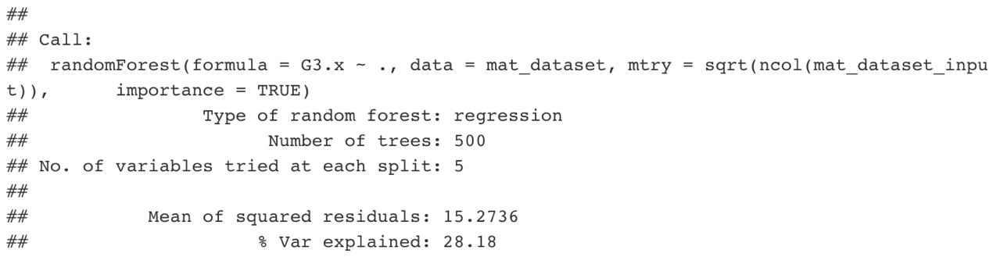 ##
## Call:
##  randomForest(formula = G3.x ~ ., data = mat_dataset, mtry = sqrt(ncol(mat_dataset_inpu
t)),      importance = TRUE)
##                Type of random forest: regression
##                      Number of trees: 500
## No. of variables tried at each split: 5
##
##           Mean of squared residuals: 15.2736
##                     % Var explained: 28.18